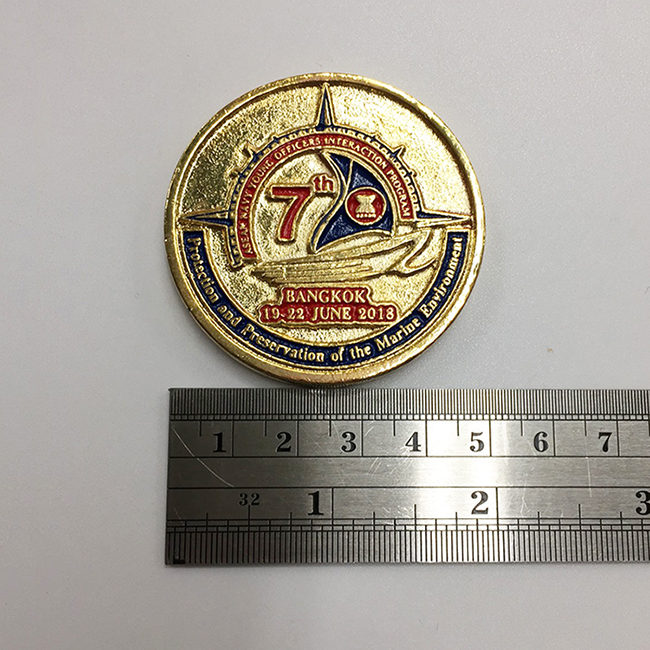 ASEAN NAVY YOUNG OFFICERS INTERACTION PROGRAM
7th
BANGKOK
19-22 JUNE 2018
Protection and Preservation of the Marine Environment
1 2 3 4 5 6 7
32 1 2 3